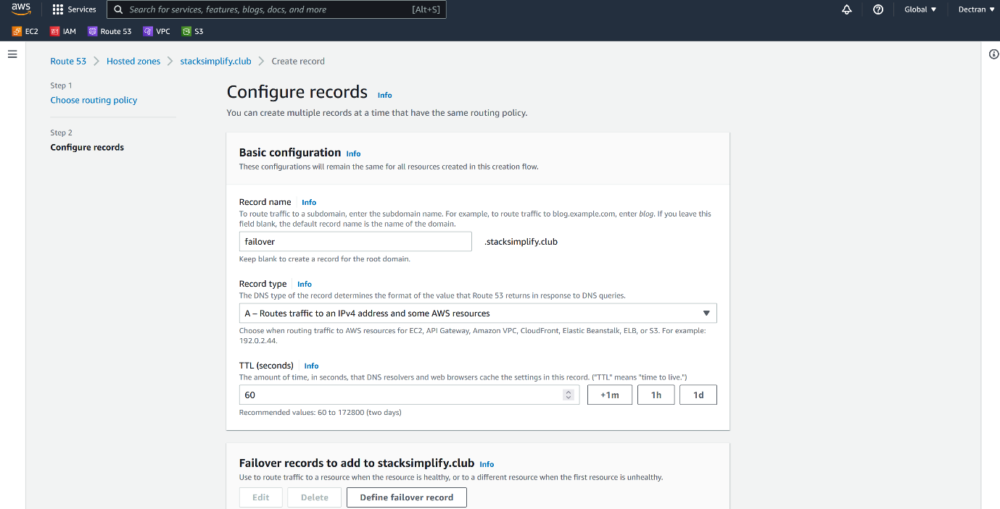 aws Services Search for services, features, blogs, docs, and more [Alt+S] Global ▼ Dectran ▼
EC2 IAM Route 53 VPC S3
Route 53 > Hosted zones > stacksimplify.club > Create record
Step 1
Choose routing policy
Step 2
Configure records
Configure records Info
You can create multiple records at a time that have the same routing policy.
Basic configuration Info
These configurations will remain the same for all resources created in this creation flow.
Record name Info
To route traffic to a subdomain, enter the subdomain name. For example, to route traffic to blog.example.com, enter blog. If you leave this
field blank, the default record name is the name of the domain.
failover .stacksimplify.club
Keep blank to create a record for the root domain.
Record type Info
The DNS type of the record determines the format of the value that Route 53 returns in response to DNS queries.
A – Routes traffic to an IPv4 address and some AWS resources
Choose when routing traffic to AWS resources for EC2, API Gateway, Amazon VPC, CloudFront, Elastic Beanstalk, ELB, or S3. For example:
192.0.2.44.
TTL (seconds) Info
The amount of time, in seconds, that DNS resolvers and web browsers cache the settings in this record. ("TTL" means "time to live.")
60 +1m 1h 1d
Recommended values: 60 to 172800 (two days)
Failover records to add to stacksimplify.club Info
Use to route traffic to a resource when the resource is healthy, or to a different resource when the first resource is unhealthy.
Edit Delete Define failover record